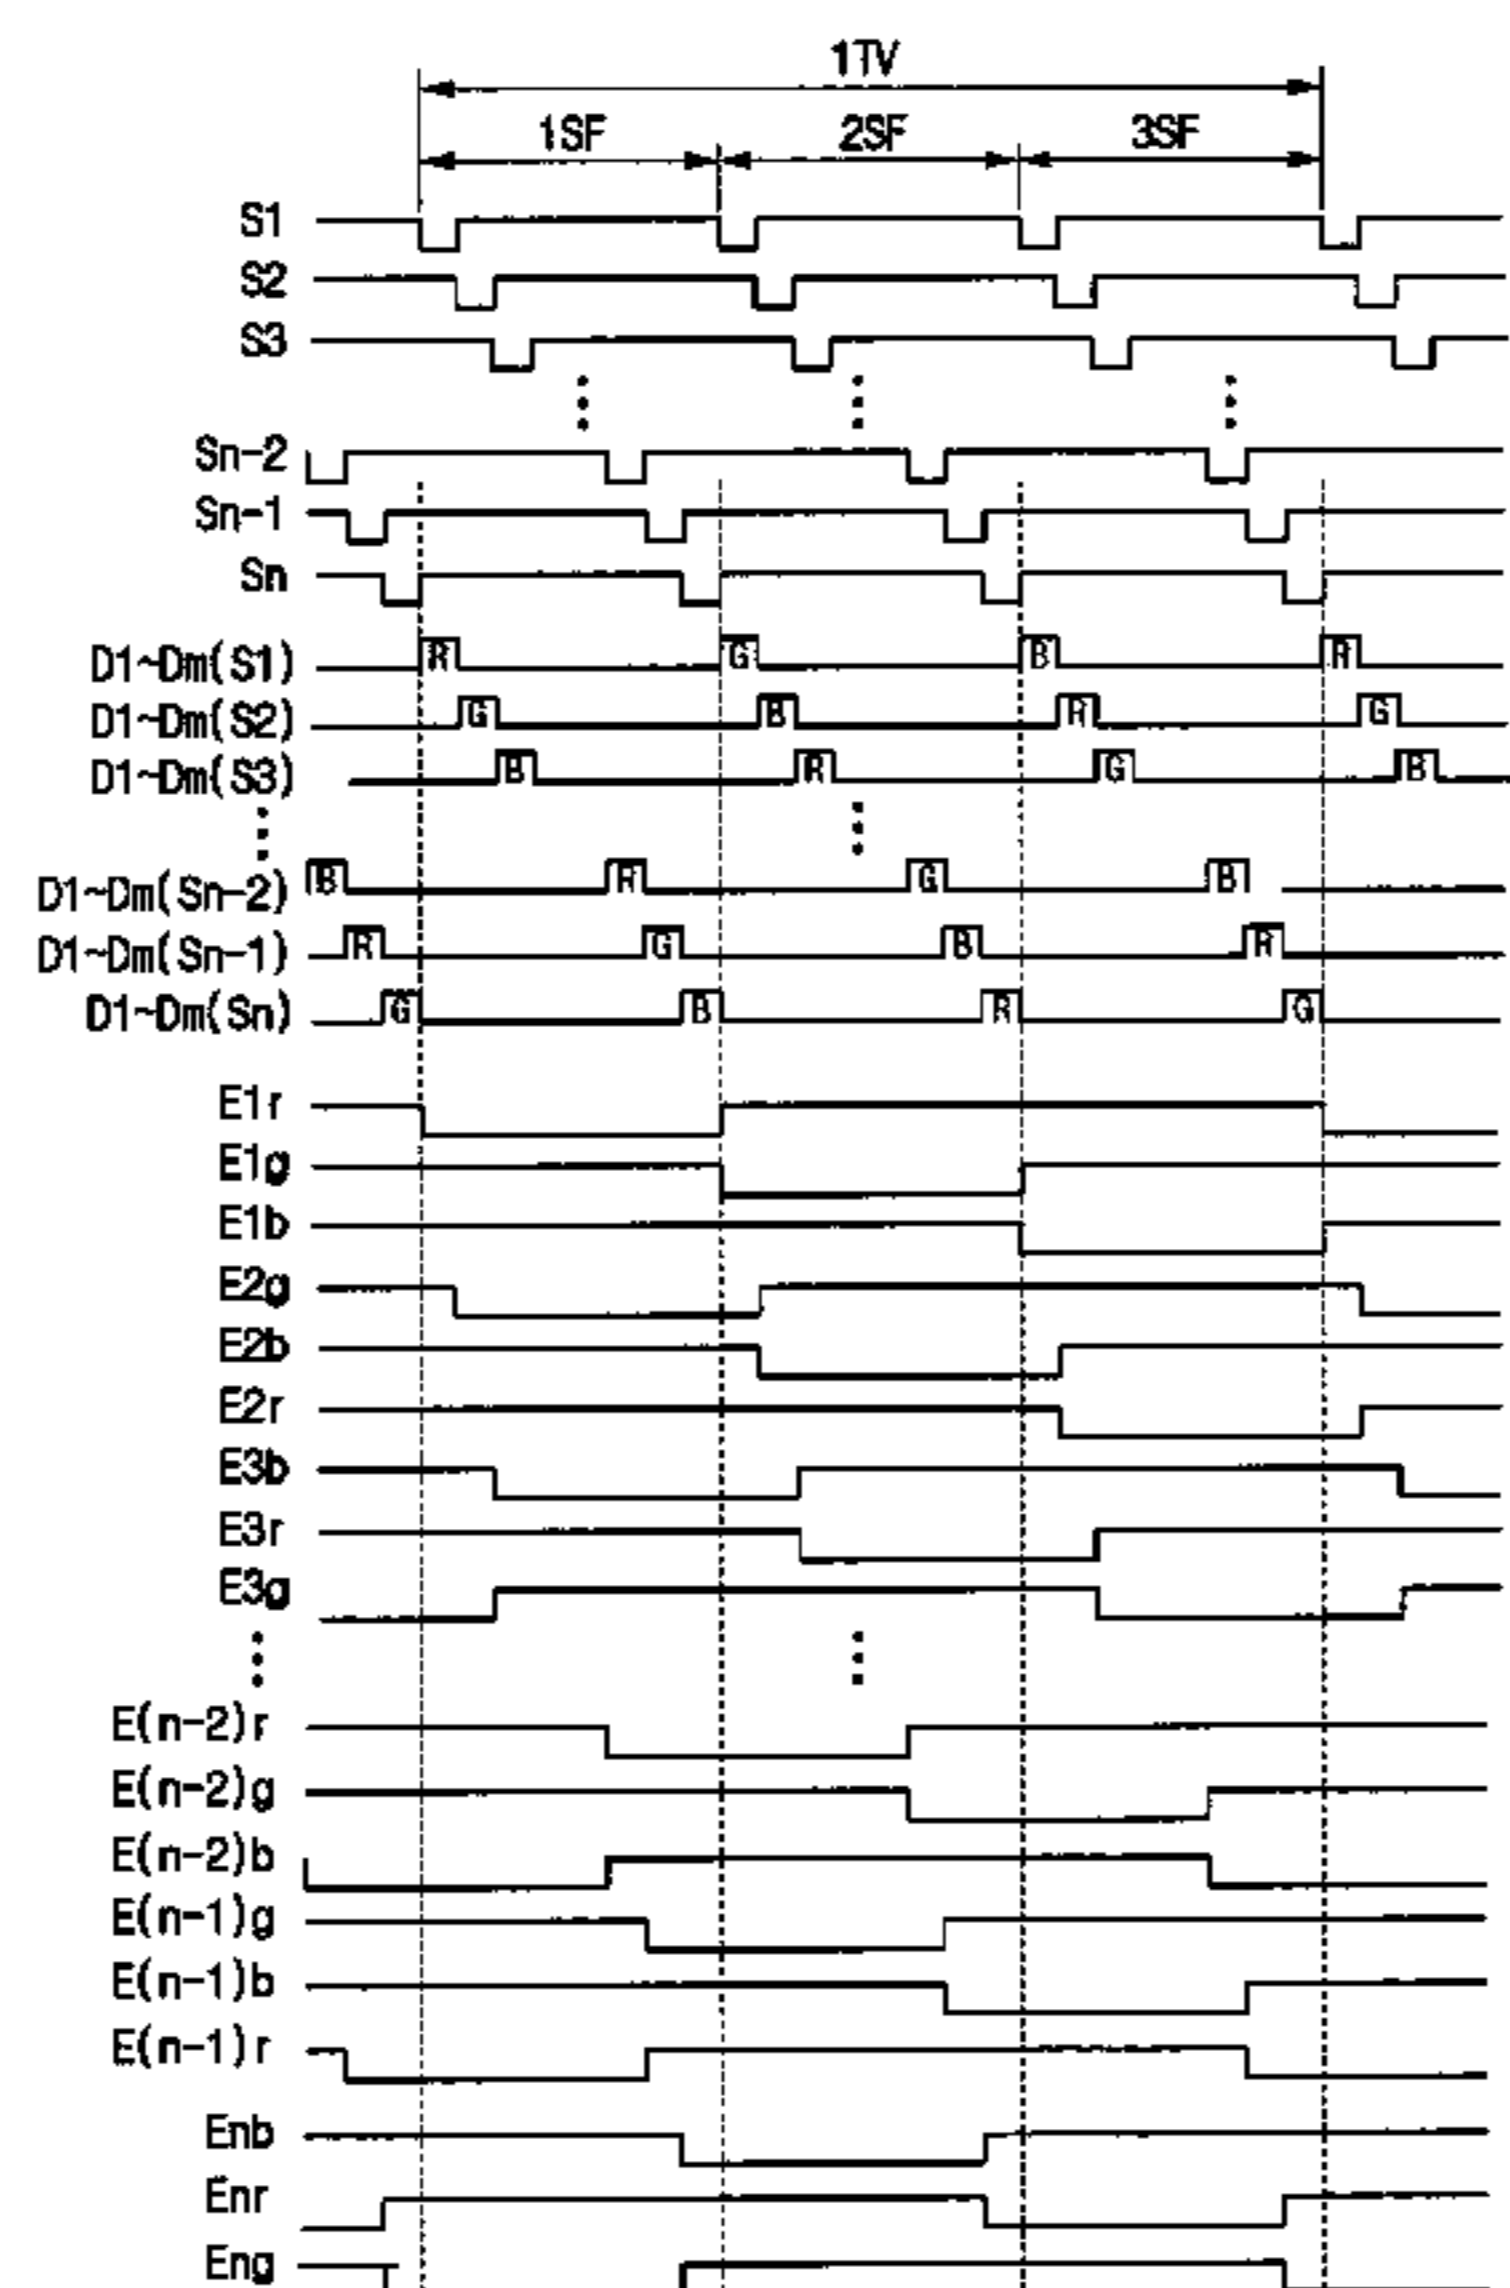 1TV
1SF 2SF 3SF
S1
S2
S3
Sn-2
Sn-1
Sn
D1~Dm(S1) R G B R
D1~Dm(S2) G B R G
D1~Dm(S3) B R G B
D1~Dm(Sn-2) B R G B
D1~Dm(Sn-1) R G B R
D1~Dm(Sn) G B R G
E1r
E1g
E1b
E2g
E2b
E2r
E3b
E3r
E3g
E(n-2)r
E(n-2)g
E(n-2)b
E(n-1)g
E(n-1)b
E(n-1)r
Enb
Enr
Eng